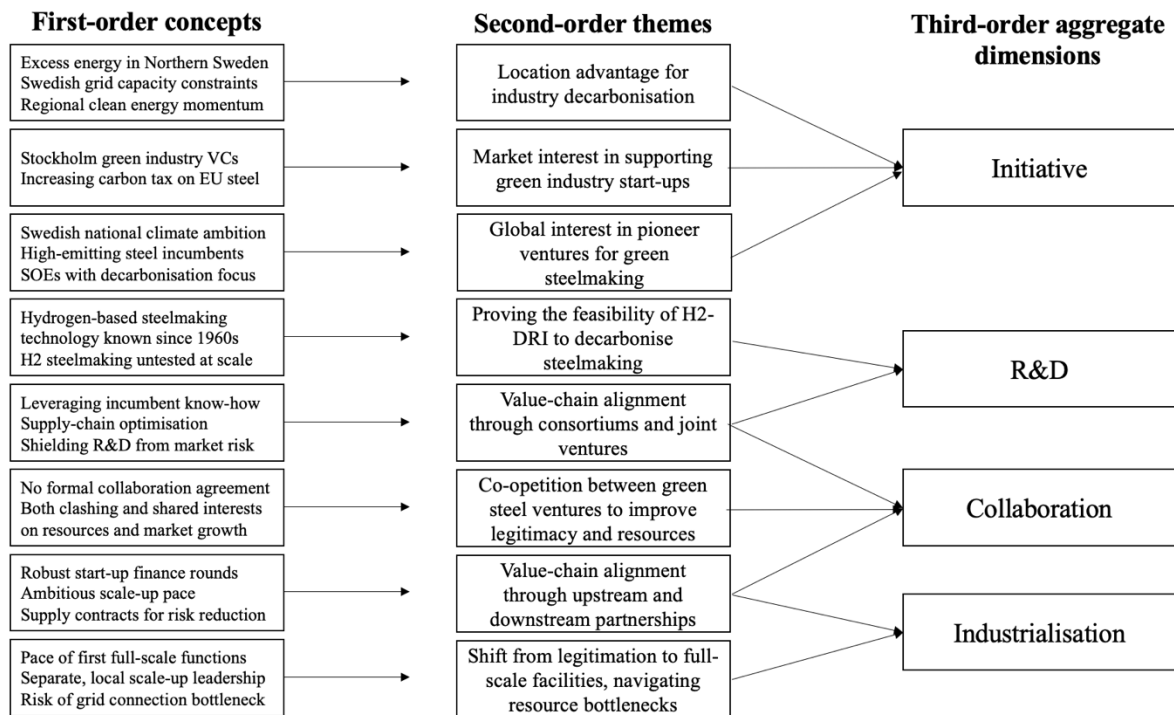 First-order concepts
Excess energy in Northern Sweden
Swedish grid capacity constraints
Regional clean energy momentum
Stockholm green industry VCs
Increasing carbon tax on EU steel
Swedish national climate ambition
High-emitting steel incumbents
SOEs with decarbonisation focus
Hydrogen-based steelmaking
technology known since 1960s
H2 steelmaking untested at scale
Leveraging incumbent know-how
Supply-chain optimisation
Shielding R&D from market risk
No formal collaboration agreement
Both clashing and shared interests
on resources and market growth
Robust start-up finance rounds
Ambitious scale-up pace
Supply contracts for risk reduction
Pace of first full-scale functions
Separate, local scale-up leadership
Risk of grid connection bottleneck
Second-order themes
Location advantage for
industry decarbonisation
Market interest in supporting
green industry start-ups
Global interest in pioneer
ventures for green
steelmaking
Proving the feasibility of H2-
DRI to decarbonise
steelmaking
Value-chain alignment
through consortiums and joint
ventures
Co-opetition between green
steel ventures to improve
legitimacy and resources
Value-chain alignment
through upstream and
downstream partnerships
Shift from legitimation to full-
scale facilities, navigating
resource bottlenecks
Third-order aggregate
dimensions
Initiative
R&D
Collaboration
Industrialisation